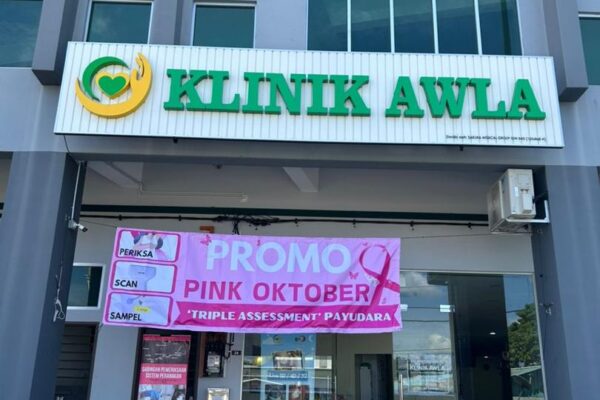 KLINIK AWLA
PERIKSA
SCAN
SAMPEL
PROMO
PINK OKTOBER
'TRIPLE ASSESSMENT' PAYUDARA
KLINIK AWLA